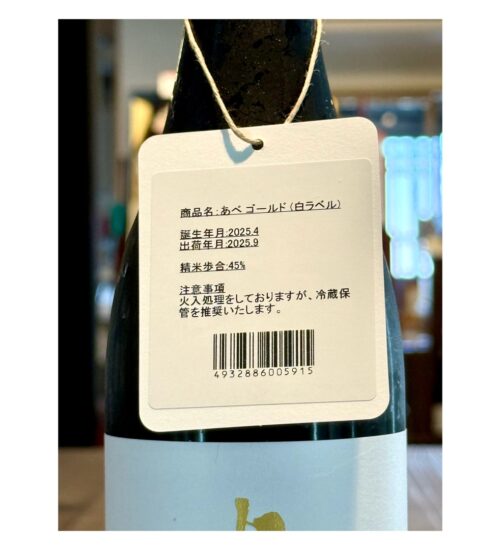 商品名:あべ ゴールド(白ラベル)
誕生年月:2025.4
出荷年月:2025.9
精米歩合:45%
注意事項
火入処理をしておりますが、冷蔵保
管を推奨いたします。
4932886005915